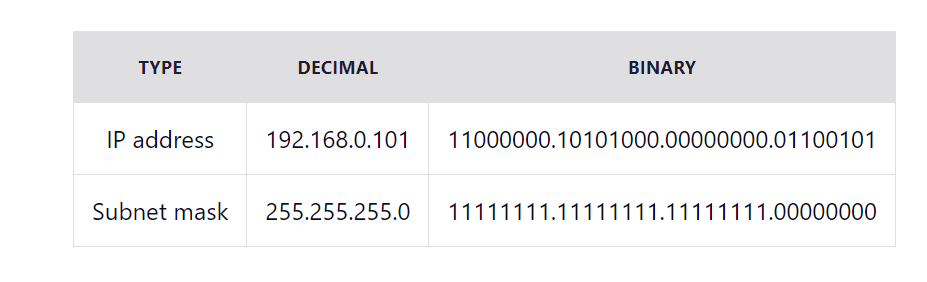 TYPE DECIMAL BINARY
IP address 192.168.0.101 11000000.10101000.00000000.01100101
Subnet mask 255.255.255.0 11111111.11111111.11111111.00000000